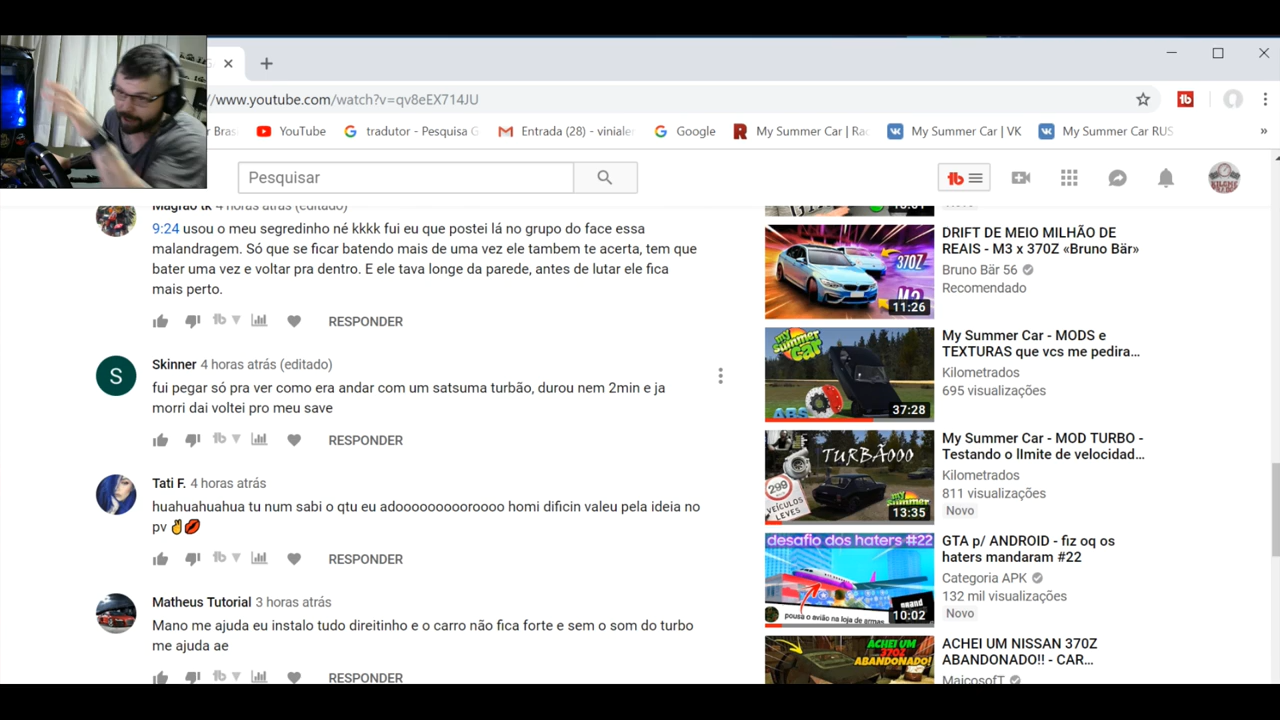 //www.youtube.com/watch?v=qv8eEX714JU
YouTube
tradutor - Pesquisa G
Entrada (28) - vinialer
Google
My Summer Car | Ra
My Summer Car | VK
My Summer Car RUS
»
Pesquisar
Magrão tk 4 horas atrás (editado)
9:24 usou o meu segredinho né kkkk fui eu que postei lá no grupo do face essa
malandragem. Só que se ficar batendo mais de uma vez ele tambem te acerta, tem que
bater uma vez e voltar pra dentro. E ele tava longe da parede, antes de lutar ele fica
mais perto.
RESPONDER
S
Skinner 4 horas atrás (editado)
fui pegar só pra ver como era andar com um satsuma turbão, durou nem 2min e ja
morri dai voltei pro meu save
RESPONDER
Tati F. 4 horas atrás
huahuahuahua tu num sabi o qtu eu adooooooooorоooo homi dificin valeu pela ideia no
pv ✌💋
RESPONDER
Matheus Tutorial 3 horas atrás
Mano me ajuda eu instalo tudo direitinho e o carro não fica forte e sem o som do turbo
me ajuda ae
RESPONDER
370Z
M3
11:26
DRIFT DE MEIO MILHÃO DE
REAIS - M3 x 370Z «Bruno Bär»
Bruno Bär 56
Recomendado
my Summer car
ABS
37:28
My Summer Car - MODS e
TEXTURAS que vcs me pedira...
Kilometrados
695 visualizações
TURBÃOOO
299
VEÍCULOS
LEVES
my Summer
13:35
My Summer Car - MOD TURBO -
Testando o lImite de velocidad...
Kilometrados
811 visualizações
Novo
desafio dos haters #22
pousa o avião na loja de armas
10:02
GTA p/ ANDROID - fiz oq os
haters mandaram #22
Categoria APK
132 mil visualizações
Novo
ACHEI UM
370Z
ABANDONADO!
ACHEI UM NISSAN 370Z
ABANDONADO!! - CAR...
MaicosofT